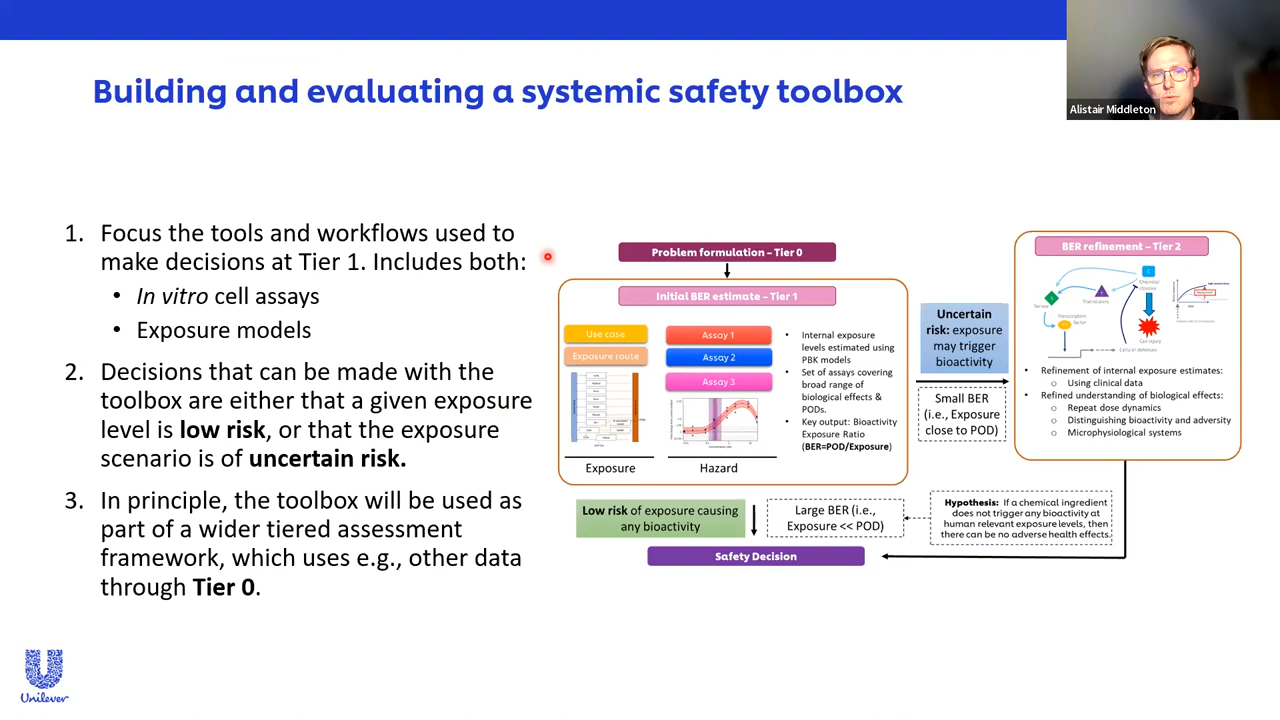 Building and evaluating a systemic safety toolbox
Alistair Middleton
1. Focus the tools and workflows used to
make decisions at Tier 1. Includes both:
• In vitro cell assays
• Exposure models
2. Decisions that can be made with the
toolbox are either that a given exposure
level is low risk, or that the exposure
scenario is of uncertain risk.
3. In principle, the toolbox will be used as
part of a wider tiered assessment
framework, which uses e.g., other data
through Tier 0.
Problem formulation – Tier 0
Initial BER estimate – Tier 1
Use case
Exposure route
Exposure
Assay 1
Assay 2
Assay 3
Hazard
• Internal exposure
levels estimated using
PBK models
• Set of assays covering
broad range of
biological effects &
PODs.
• Key output: Bioactivity
Exposure Ratio
(BER=POD/Exposure)
Uncertain
risk: exposure
may trigger
bioactivity
Small BER
(i.e., Exposure
close to POD)
BER refinement – Tier 2
Chemical
Sensor
Transducers
Transcription
factor
Cell injury
Cellular defences
• Refinement of internal exposure estimates:
o Using clinical data
• Refined understanding of biological effects:
o Repeat dose dynamics
o Distinguishing bioactivity and adversity
o Microphysiological systems
Low risk of exposure causing
any bioactivity
Large BER (i.e.,
Exposure << POD)
Hypothesis: If a chemical ingredient
does not trigger any bioactivity at
human relevant exposure levels, then
there can be no adverse health effects.
Safety Decision
Unilever